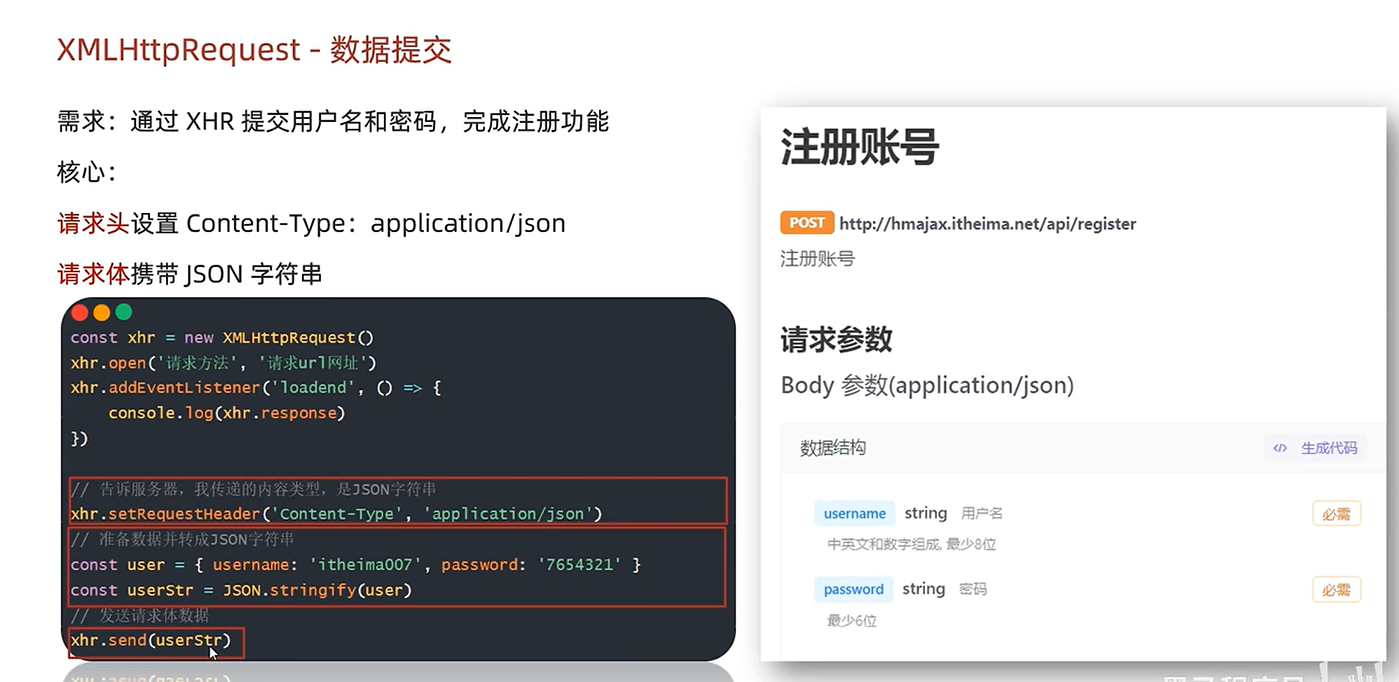 XMLHttpRequest - 数据提交
需求：通过 XHR 提交用户名和密码，完成注册功能
核心：
请求头设置 Content-Type：application/json
请求体携带 JSON 字符串
const xhr = new XMLHttpRequest()
xhr.open('请求方法', '请求url网址')
xhr.addEventListener('loadend', () => {
    console.log(xhr.response)
})
// 告诉服务器，我传递的内容类型，是JSON字符串
xhr.setRequestHeader('Content-Type', 'application/json')
// 准备数据并转成JSON字符串
const user = { username: 'itheima007', password: '7654321' }
const userStr = JSON.stringify(user)
// 发送请求体数据
xhr.send(userStr)
注册账号
POST http://hmajax.itheima.net/api/register
注册账号
请求参数
Body 参数(application/json)
数据结构 </> 生成代码
username string 用户名 必需
中英文和数字组成, 最少8位
password string 密码 必需
最少6位